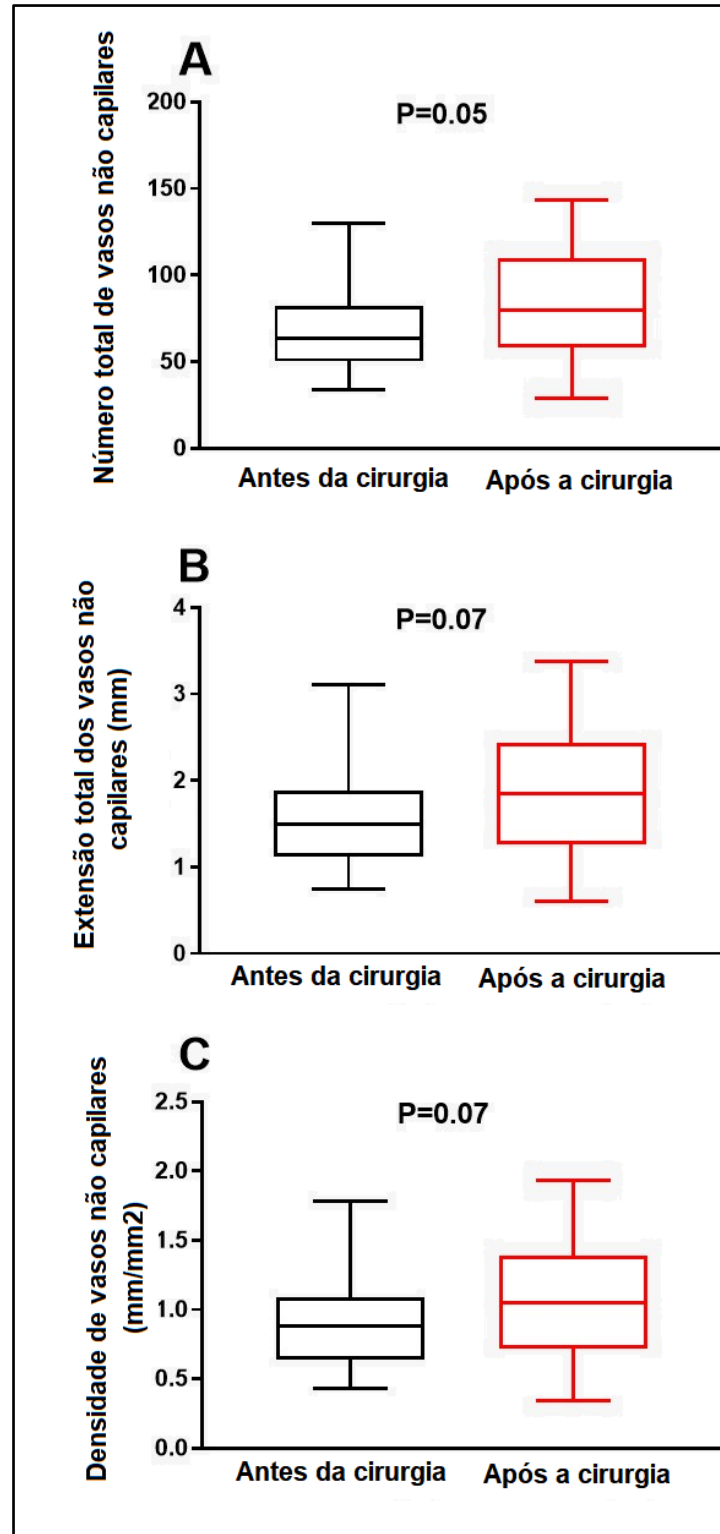 A
Número total de vasos não capilares
P=0.05
200
150
100
50
0
Antes da cirurgia
Após a cirurgia
B
Extensão total dos vasos não
capilares (mm)
P=0.07
4
3
2
1
0
Antes da cirurgia
Após a cirurgia
C
Densidade de vasos não capilares
(mm/mm2)
P=0.07
2.5
2.0
1.5
1.0
0.5
0.0
Antes da cirurgia
Após a cirurgia